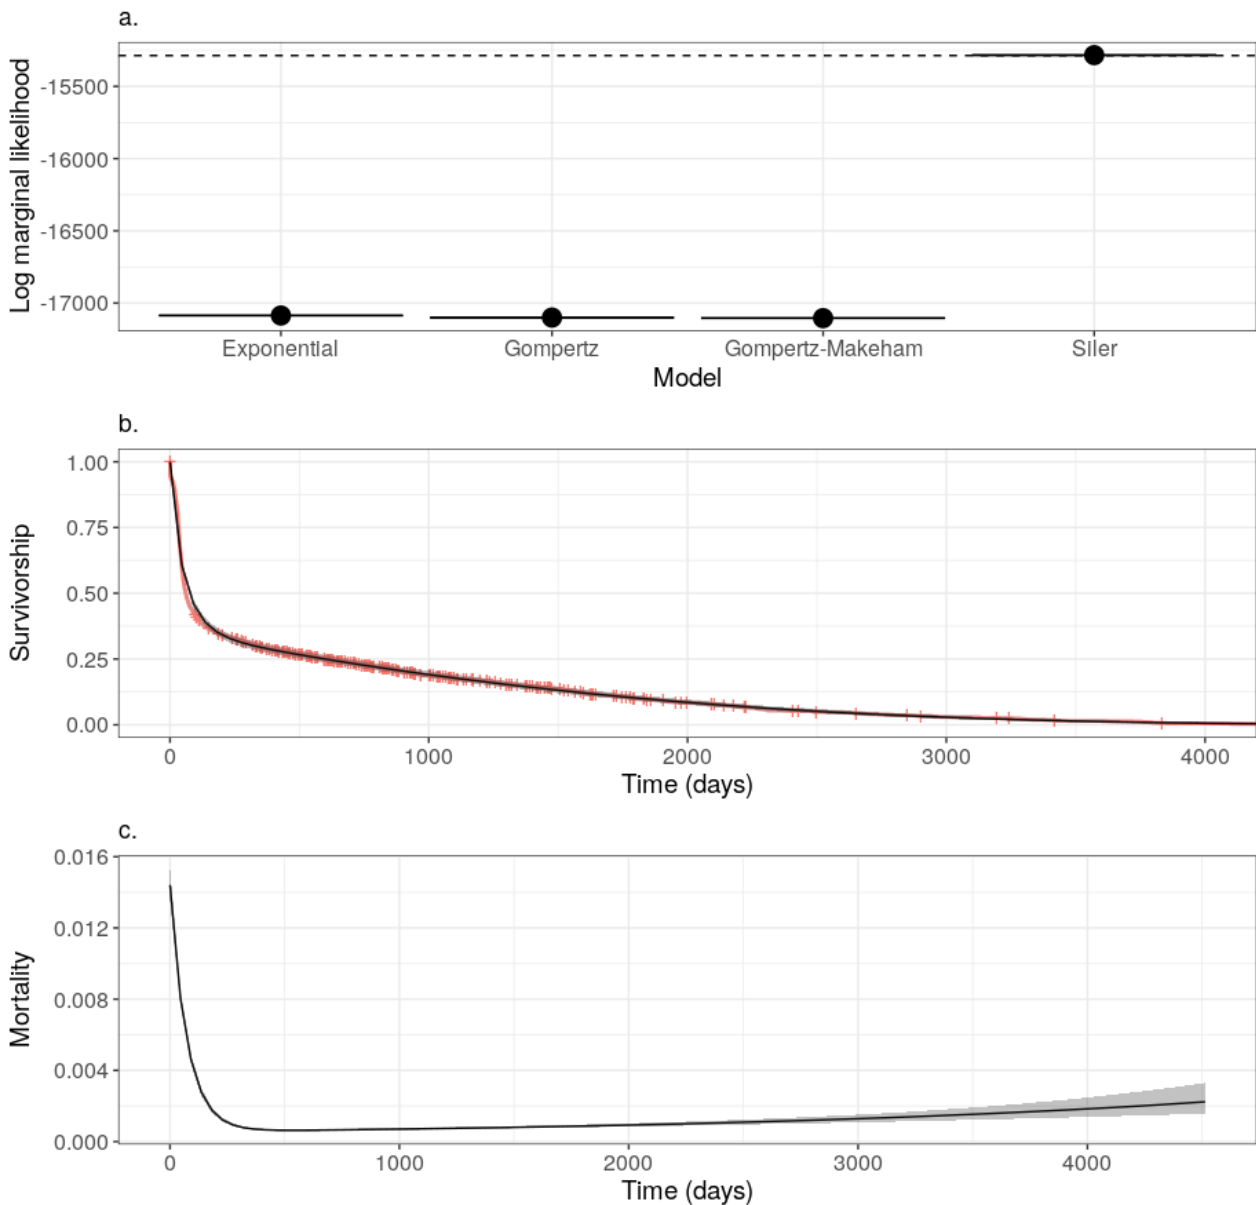 a.
Log marginal likelihood
-15500
-16000
-16500
-17000
Exponential Gompertz Gompertz-Makeham Siler
Model
b.
Survivorship
1.00
0.75
0.50
0.25
0.00
0 1000 2000 3000 4000
Time (days)
c.
Mortality
0.016
0.012
0.008
0.004
0.000
0 1000 2000 3000 4000
Time (days)